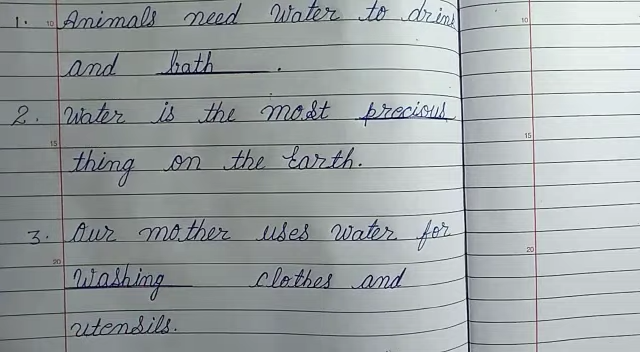 1. Animals need Water to drink
and bath.
2. Water is the most precious
thing on the Earth.
3. Our mother uses water for
Washing clothes and
utensils.